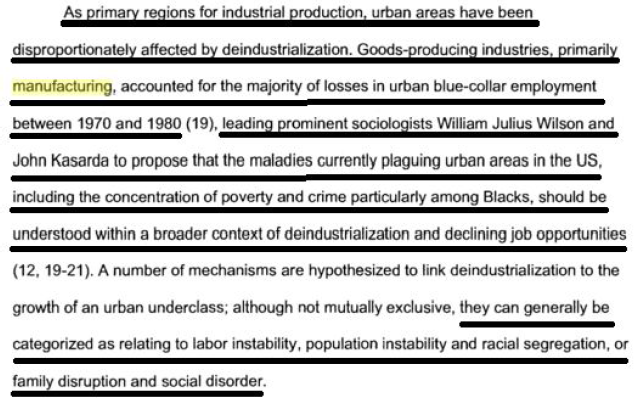 As primary regions for industrial production, urban areas have been
disproportionately affected by deindustrialization. Goods-producing industries, primarily
manufacturing, accounted for the majority of losses in urban blue-collar employment
between 1970 and 1980 (19), leading prominent sociologists William Julius Wilson and
John Kasarda to propose that the maladies currently plaguing urban areas in the US,
including the concentration of poverty and crime particularly among Blacks, should be
understood within a broader context of deindustrialization and declining job opportunities
(12, 19-21). A number of mechanisms are hypothesized to link deindustrialization to the
growth of an urban underclass; although not mutually exclusive, they can generally be
categorized as relating to labor instability, population instability and racial segregation, or
family disruption and social disorder.